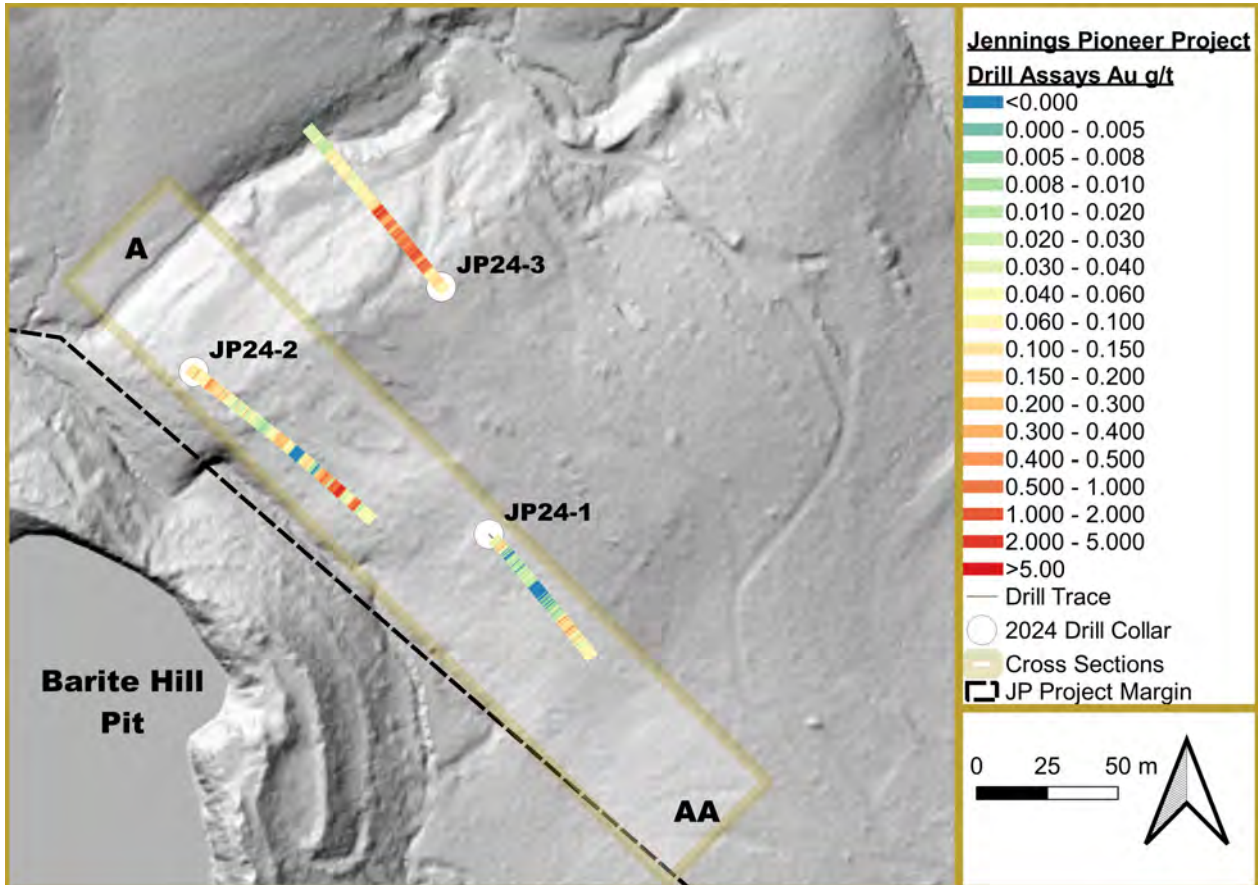 A
JP24-3
JP24-2
JP24-1
Barite Hill
Pit
AA
Jennings Pioneer Project
Drill Assays Au g/t
<0.000
0.000 - 0.005
0.005 - 0.008
0.008 - 0.010
0.010 - 0.020
0.020 - 0.030
0.030 - 0.040
0.040 - 0.060
0.060 - 0.100
0.100 - 0.150
0.150 - 0.200
0.200 - 0.300
0.300 - 0.400
0.400 - 0.500
0.500 - 1.000
1.000 - 2.000
2.000 - 5.000
>5.00
Drill Trace
2024 Drill Collar
Cross Sections
JP Project Margin
0 25 50 m